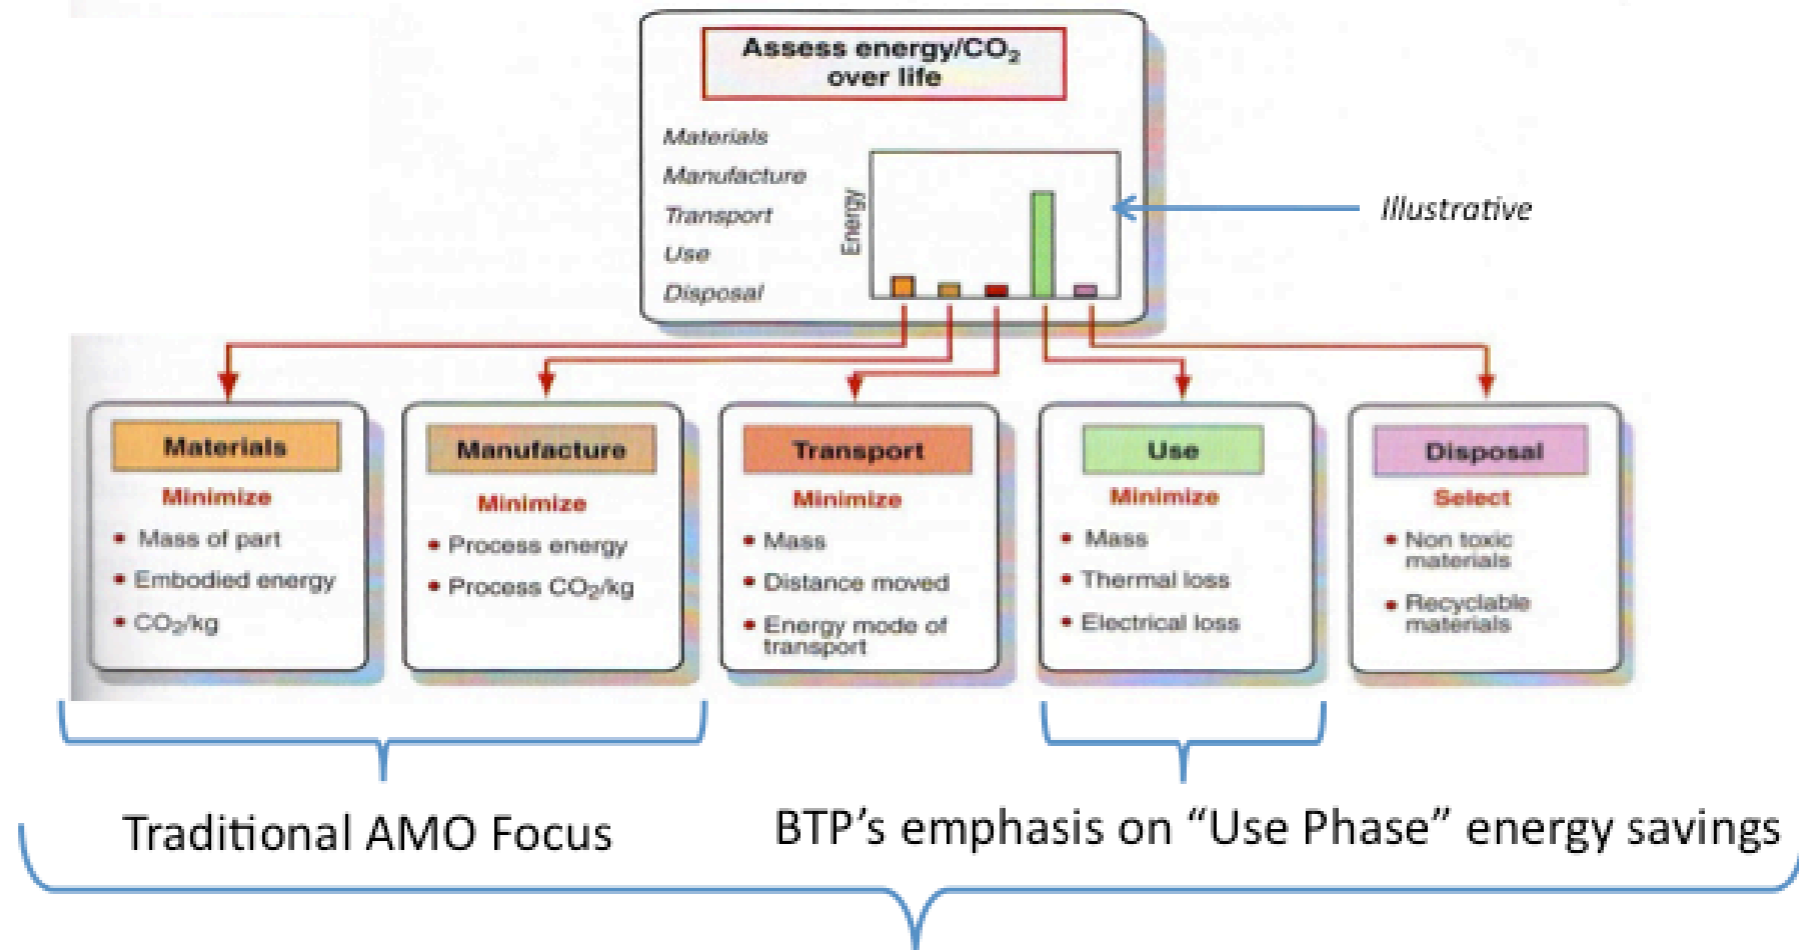 Assess energy/CO₂
over life
Materials
Manufacture
Transport
Use
Disposal
Energy
Illustrative
Materials
Minimize
• Mass of part
• Embodied energy
• CO₂/kg
Manufacture
Minimize
• Process energy
• Process CO₂/kg
Transport
Minimize
• Mass
• Distance moved
• Energy mode of
transport
Use
Minimize
• Mass
• Thermal loss
• Electrical loss
Disposal
Select
• Non toxic
materials
• Recyclable
materials
Traditional AMO Focus
BTP’s emphasis on “Use Phase” energy savings